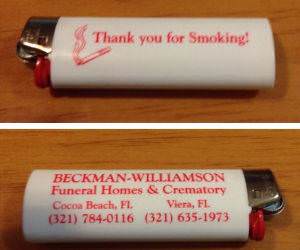 Thank you for Smoking!
BECKMAN-WILLIAMSON
Funeral Homes & Crematory
Cocoa Beach, FL Viera, FL
(321) 784-0116 (321) 635-1973